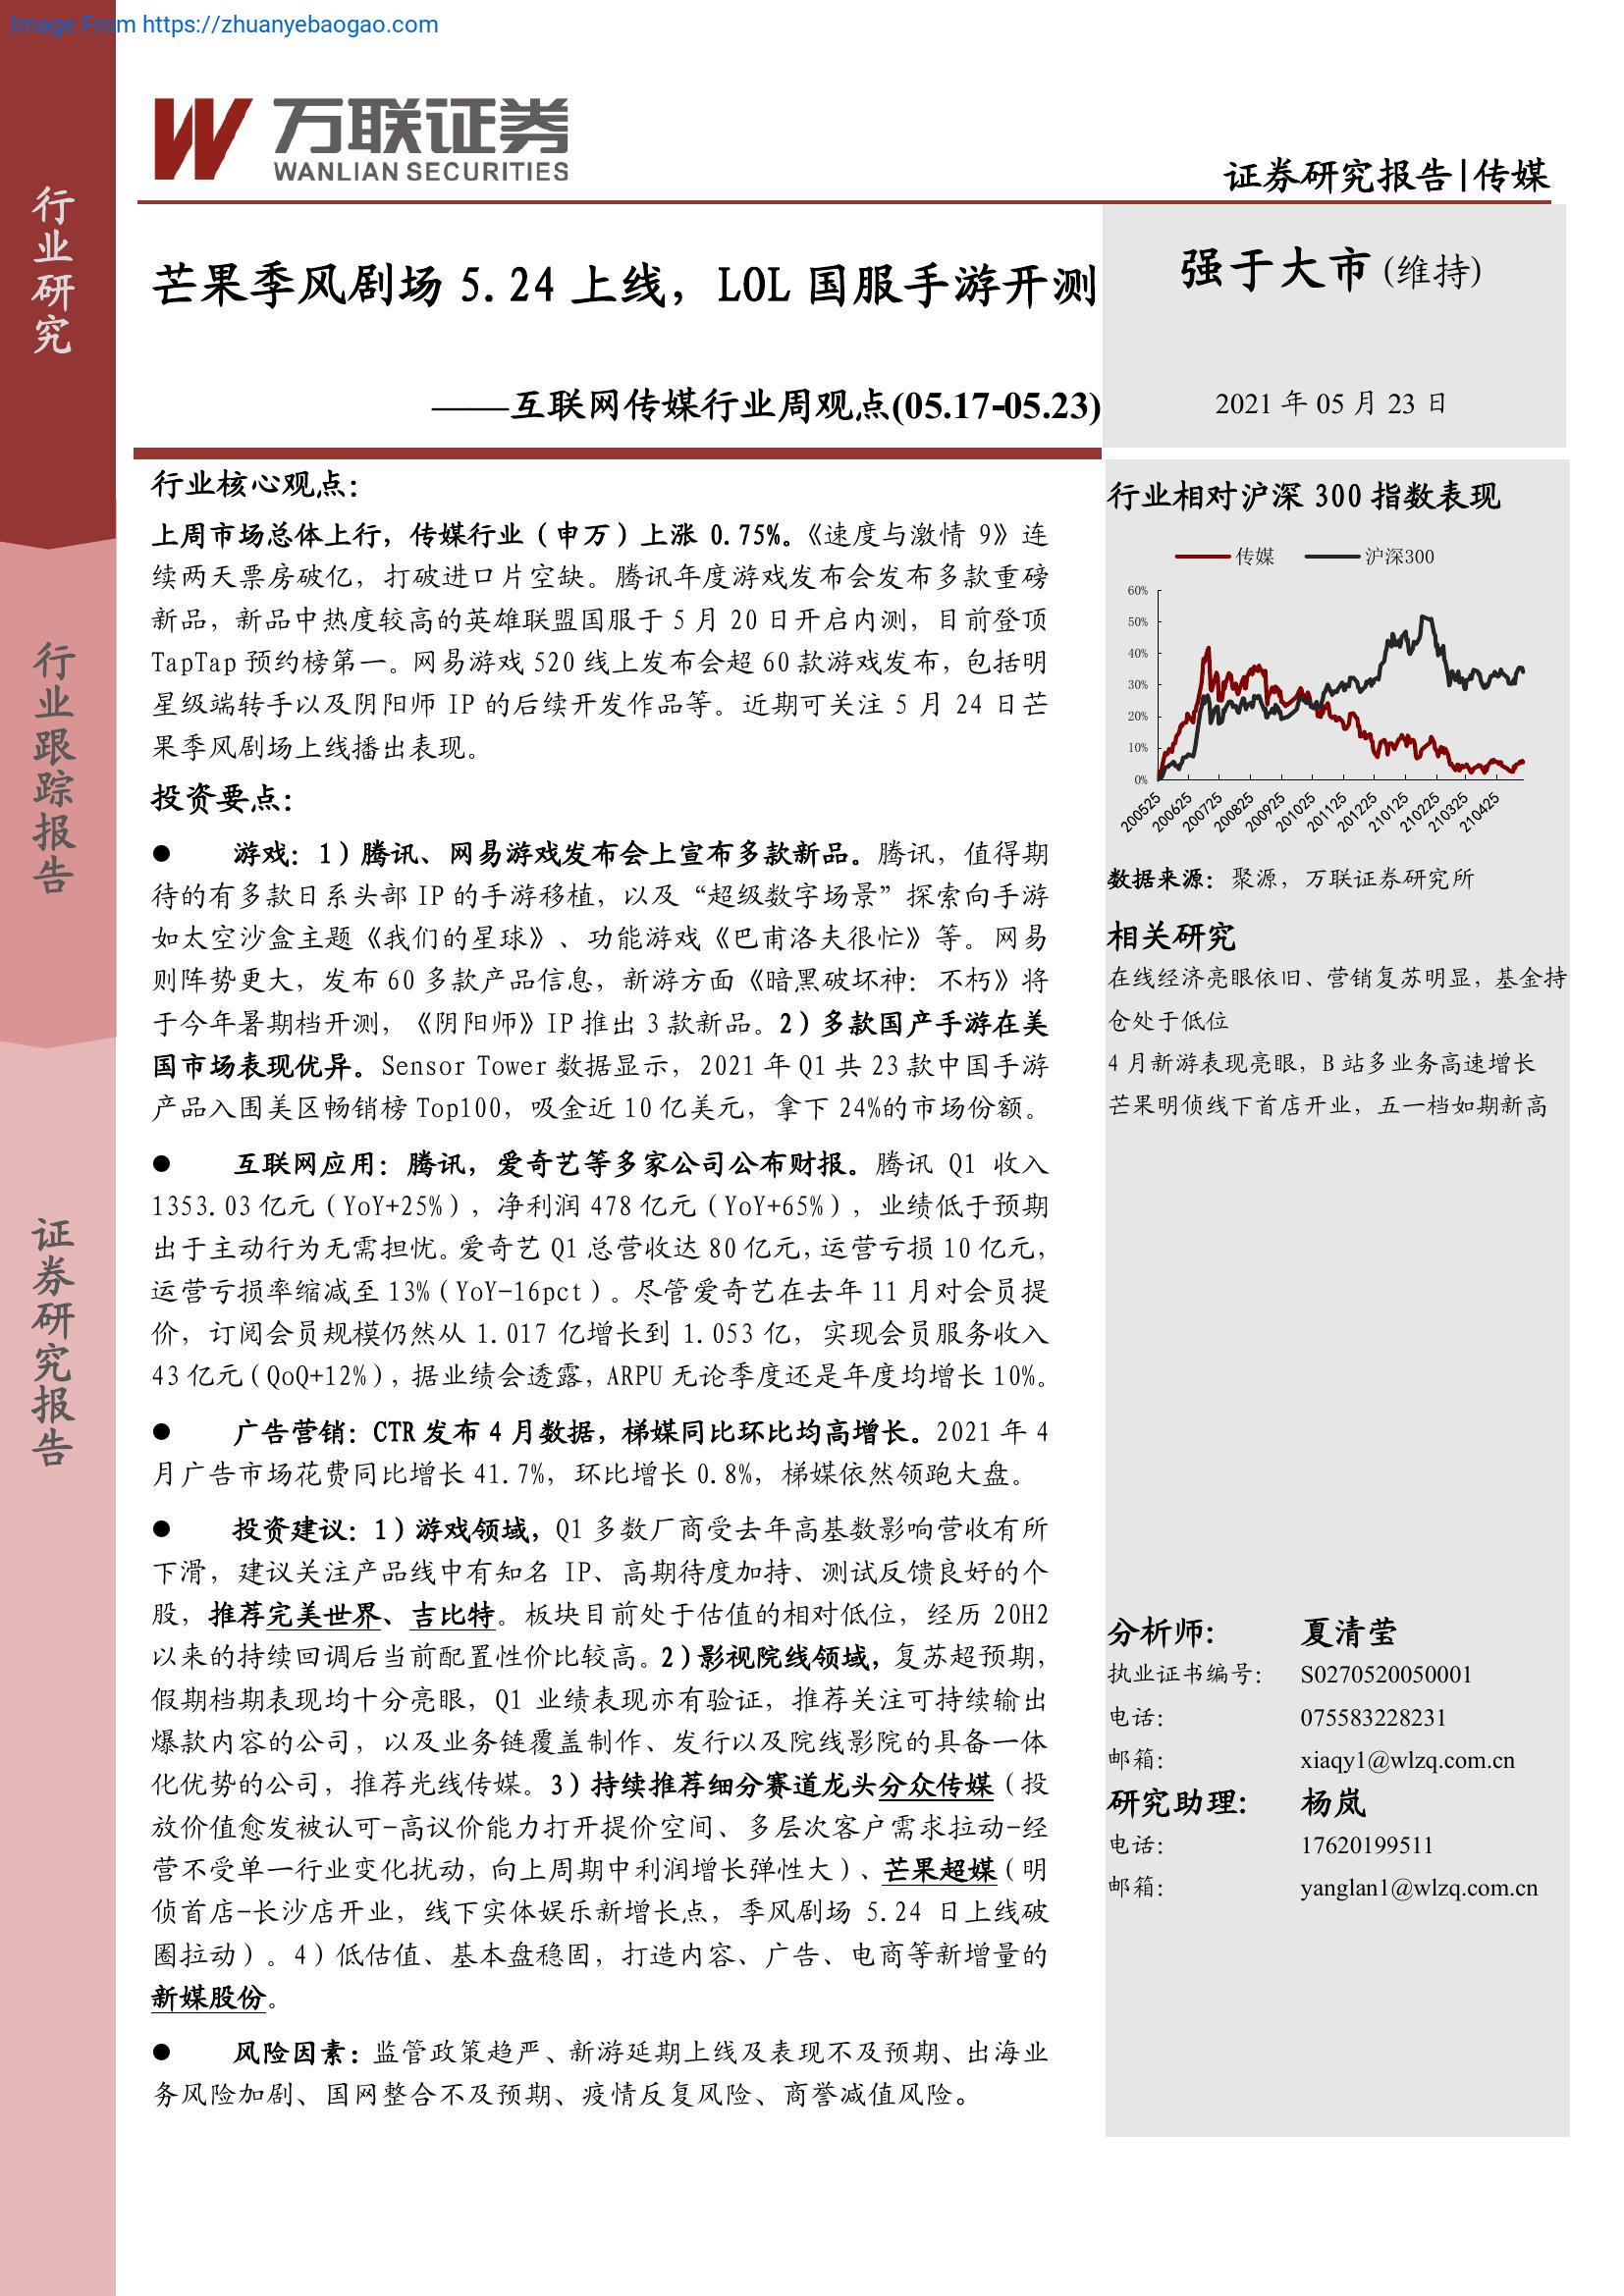 Image From https://zhuanyebaogao.com
万联证券
WANLIAN SECURITIES
证券研究报告|传媒
行业研究
行业跟踪报告
证券研究报告
芒果季风剧场 5.24 上线，LOL 国服手游开测
——互联网传媒行业周观点(05.17-05.23)
强于大市 (维持)
2021 年 05 月 23 日
行业核心观点：
上周市场总体上行，传媒行业（申万）上涨 0.75%。《速度与激情 9》连
续两天票房破亿，打破进口片空缺。腾讯年度游戏发布会发布多款重磅
新品，新品中热度较高的英雄联盟国服于 5 月 20 日开启内测，目前登顶
TapTap 预约榜第一。网易游戏 520 线上发布会超 60 款游戏发布，包括明
星级端转手以及阴阳师 IP 的后续开发作品等。近期可关注 5 月 24 日芒
果季风剧场上线播出表现。
投资要点：
● 游戏：1）腾讯、网易游戏发布会上宣布多款新品。腾讯，值得期
待的有多款日系头部 IP 的手游移植，以及“超级数字场景”探索向手游
如太空沙盒主题《我们的星球》、功能游戏《巴甫洛夫很忙》等。网易
则阵势更大，发布 60 多款产品信息，新游方面《暗黑破坏神：不朽》将
于今年暑期档开测，《阴阳师》IP 推出 3 款新品。2）多款国产手游在美
国市场表现优异。Sensor Tower 数据显示，2021 年 Q1 共 23 款中国手游
产品入围美区畅销榜 Top100，吸金近 10 亿美元，拿下 24%的市场份额。
● 互联网应用：腾讯，爱奇艺等多家公司公布财报。腾讯 Q1 收入
1353.03 亿元（YoY+25%），净利润 478 亿元（YoY+65%），业绩低于预期
出于主动行为无需担忧。爱奇艺 Q1 总营收达 80 亿元，运营亏损 10 亿元，
运营亏损率缩减至 13%（YoY-16pct）。尽管爱奇艺在去年 11 月对会员提
价，订阅会员规模仍然从 1.017 亿增长到 1.053 亿，实现会员服务收入
43 亿元（QoQ+12%），据业绩会透露，ARPU 无论季度还是年度均增长 10%。
● 广告营销：CTR 发布 4 月数据，梯媒同比环比均高增长。2021 年 4
月广告市场花费同比增长 41.7%，环比增长 0.8%，梯媒依然领跑大盘。
● 投资建议：1）游戏领域，Q1 多数厂商受去年高基数影响营收有所
下滑，建议关注产品线中有知名 IP、高期待度加持、测试反馈良好的个
股，推荐完美世界、吉比特。板块目前处于估值的相对低位，经历 20H2
以来的持续回调后当前配置性价比较高。2）影视院线领域，复苏超预期，
假期档期表现均十分亮眼，Q1 业绩表现亦有验证，推荐关注可持续输出
爆款内容的公司，以及业务链覆盖制作、发行以及院线影院的具备一体
化优势的公司，推荐光线传媒。3）持续推荐细分赛道龙头分众传媒（投
放价值愈发被认可-高议价能力打开提价空间、多层次客户需求拉动-经
营不受单一行业变化扰动，向上周期中利润增长弹性大）、芒果超媒（明
侦首店-长沙店开业，线下实体娱乐新增长点，季风剧场 5.24 日上线破
圈拉动）。4）低估值、基本盘稳固，打造内容、广告、电商等新增量的
新媒股份。
● 风险因素：监管政策趋严、新游延期上线及表现不及预期、出海业
务风险加剧、国网整合不及预期、疫情反复风险、商誉减值风险。
行业相对沪深 300 指数表现
传媒 沪深300
60%
50%
40%
30%
20%
10%
0%
200525 200625 200725 200825 200925 201025 201125 201225 210125 210225 210325 210425
数据来源：聚源，万联证券研究所
相关研究
在线经济亮眼依旧、营销复苏明显，基金持
仓处于低位
4 月新游表现亮眼，B 站多业务高速增长
芒果明侦线下首店开业，五一档如期新高
分析师： 夏清莹
执业证书编号： S0270520050001
电话： 075583228231
邮箱： xiaqy1@wlzq.com.cn
研究助理： 杨岚
电话： 17620199511
邮箱： yanglan1@wlzq.com.cn